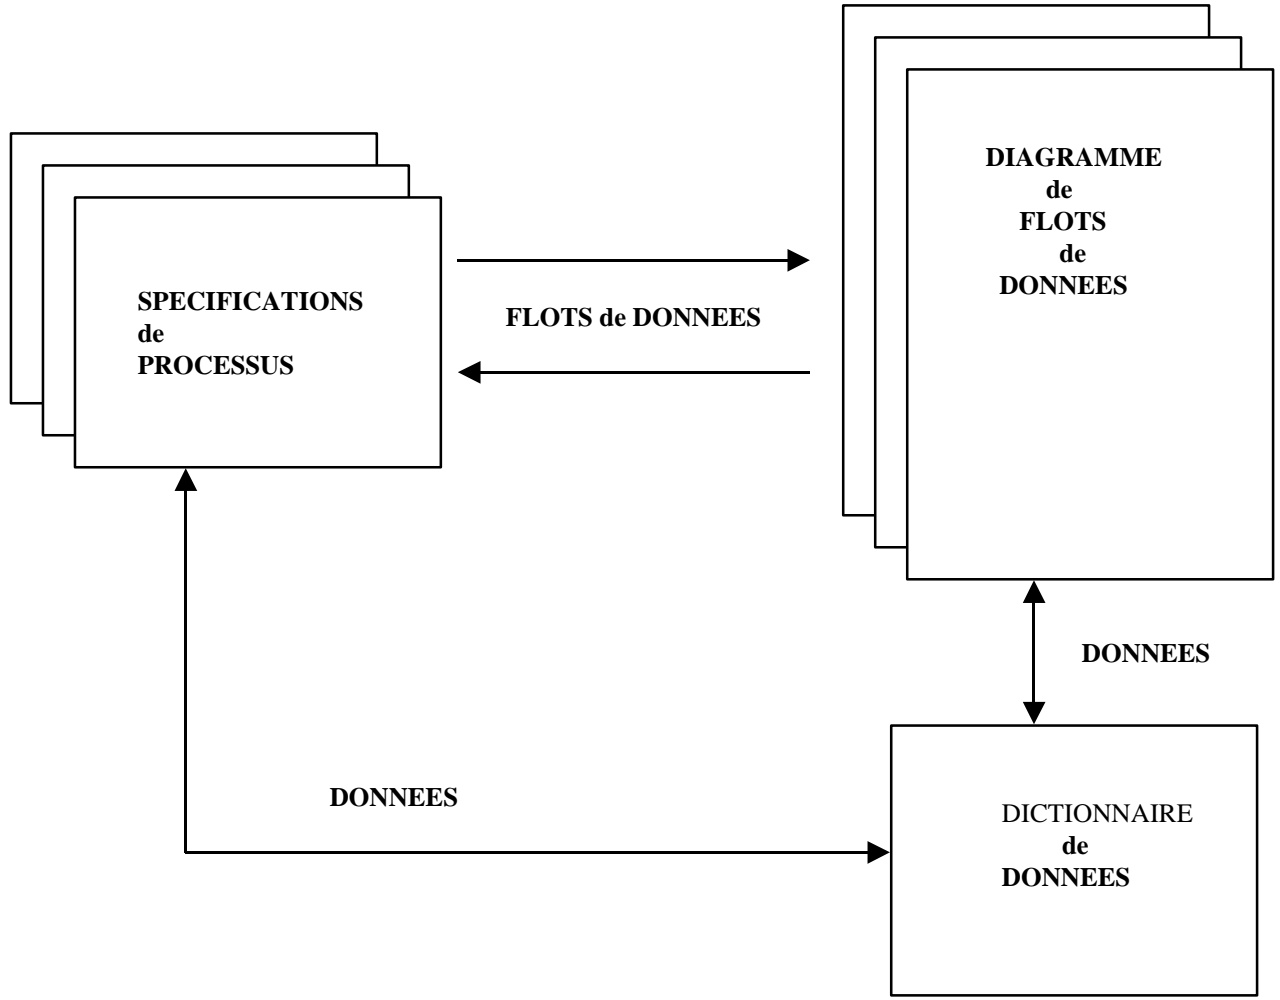 DIAGRAMME
de
FLOTS
de
DONNEES
SPECIFICATIONS
de
PROCESSUS
FLOTS de DONNEES
DONNEES
DONNEES
DICTIONNAIRE
de
DONNEES